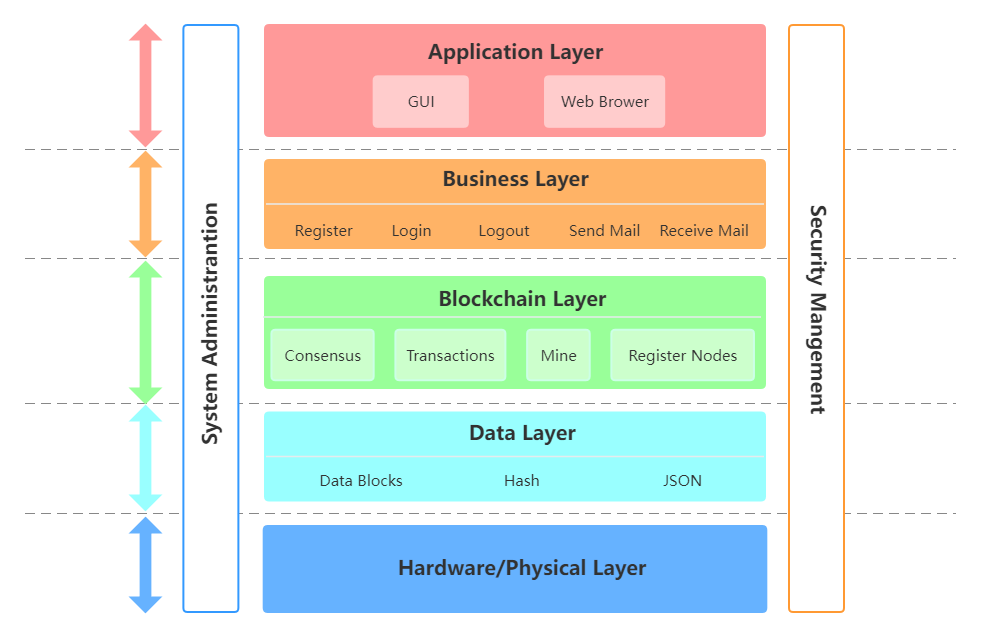 System Administrantion
Application Layer
GUI
Web Brower
Business Layer
Register Login Logout Send Mail Receive Mail
Blockchain Layer
Consensus Transactions Mine Register Nodes
Data Layer
Data Blocks Hash JSON
Hardware/Physical Layer
Security Mangement